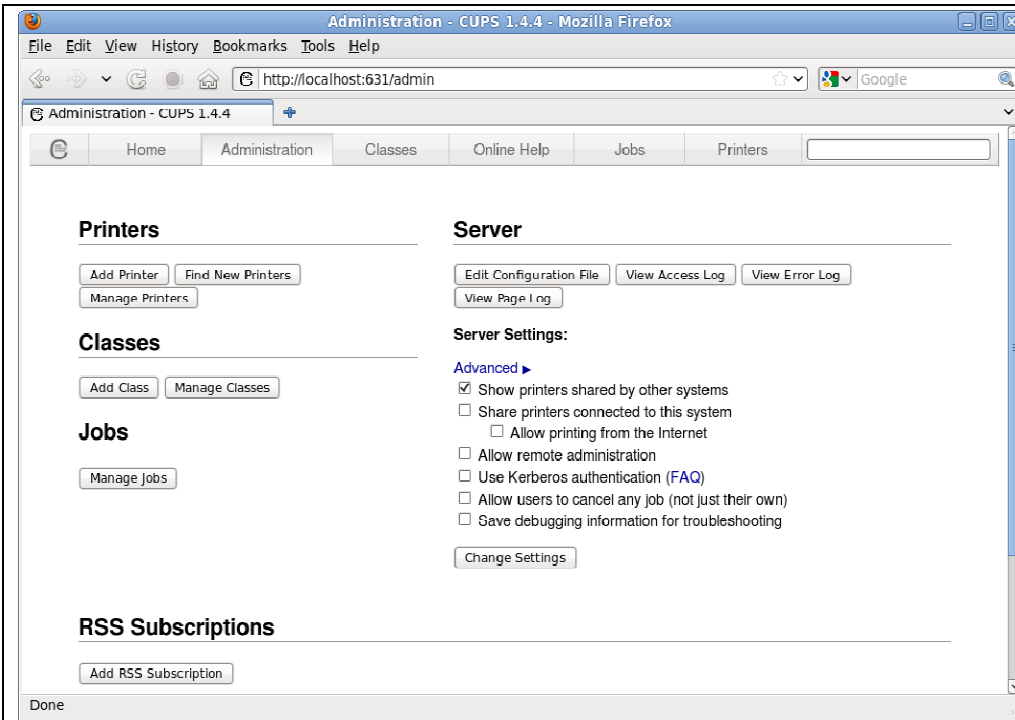 Administration - CUPS 1.4.4 - Mozilla Firefox
File Edit View History Bookmarks Tools Help
http://localhost:631/admin
Google
Administration - CUPS 1.4.4
Home Administration Classes Online Help Jobs Printers
Printers
Add Printer Find New Printers
Manage Printers
Classes
Add Class Manage Classes
Jobs
Manage Jobs
Server
Edit Configuration File View Access Log View Error Log
View Page Log
Server Settings:
Advanced ▸
Show printers shared by other systems
Share printers connected to this system
Allow printing from the Internet
Allow remote administration
Use Kerberos authentication (FAQ)
Allow users to cancel any job (not just their own)
Save debugging information for troubleshooting
Change Settings
RSS Subscriptions
Add RSS Subscription
Done